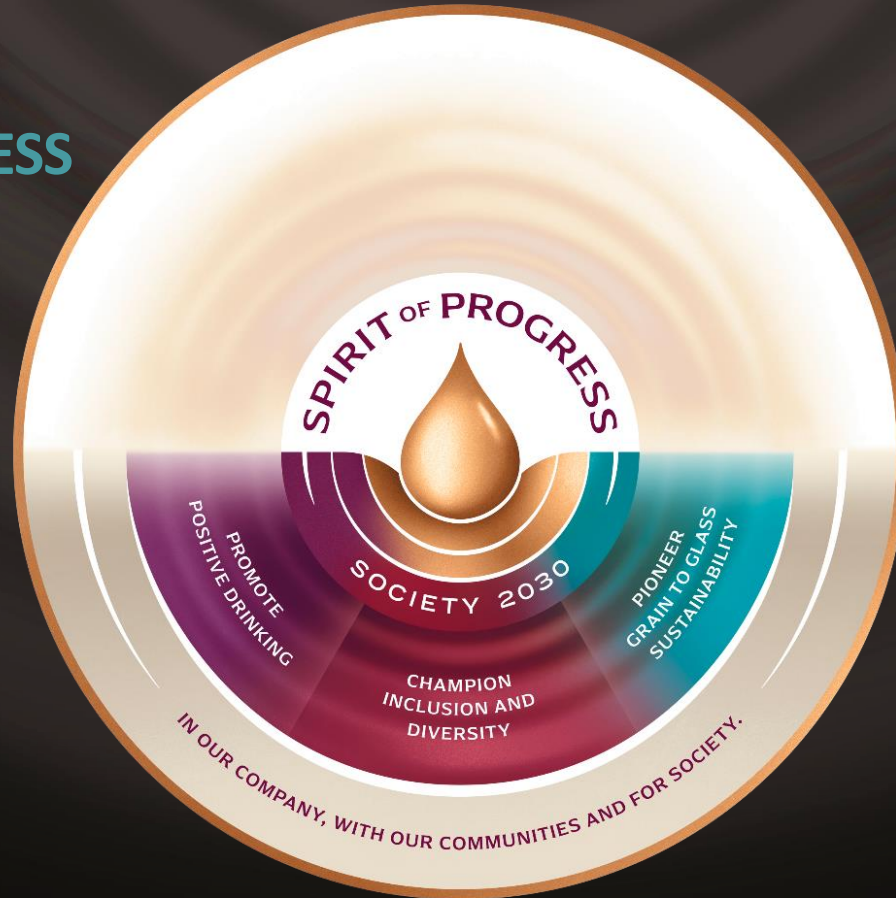 ESS
SPIRIT OF PROGRESS
SOCIETY 2030
PROMOTE
POSITIVE DRINKING
CHAMPION
INCLUSION AND
DIVERSITY
PIONEER
GRAIN TO GLASS
SUSTAINABILITY
IN OUR COMPANY, WITH OUR COMMUNITIES AND FOR SOCIETY.